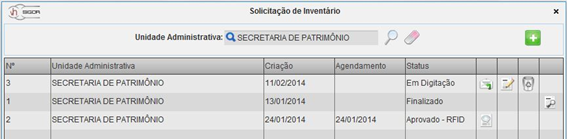 SIGOR
Solicitação de Inventário
Unidade Administrativa: SECRETARIA DE PATRIMÔNIO
Nº Unidade Administrativa Criação Agendamento Status
3 SECRETARIA DE PATRIMÔNIO 11/02/2014 Em Digitação
1 SECRETARIA DE PATRIMÔNIO 13/01/2014 Finalizado
2 SECRETARIA DE PATRIMÔNIO 24/01/2014 24/01/2014 Aprovado - RFID